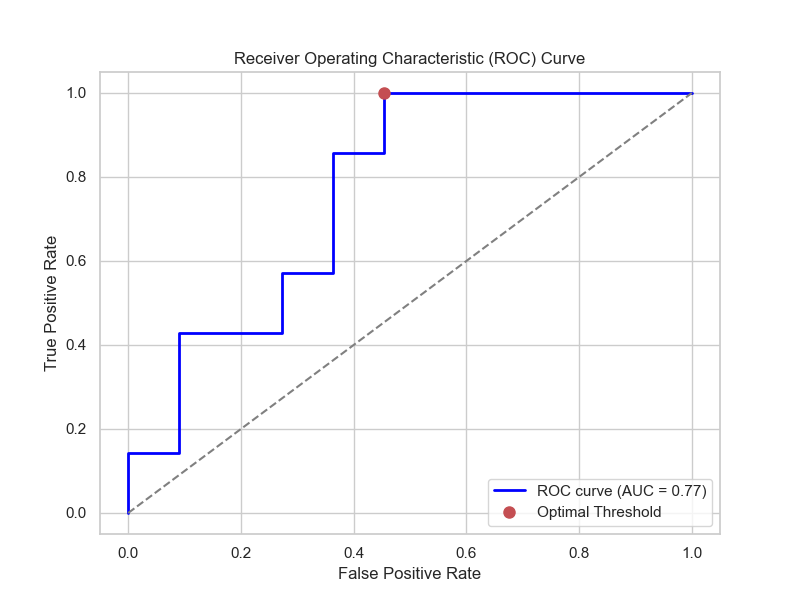 Receiver Operating Characteristic (ROC) Curve
True Positive Rate
1.0
0.8
0.6
0.4
0.2
0.0
ROC curve (AUC = 0.77)
Optimal Threshold
0.0 0.2 0.4 0.6 0.8 1.0
False Positive Rate